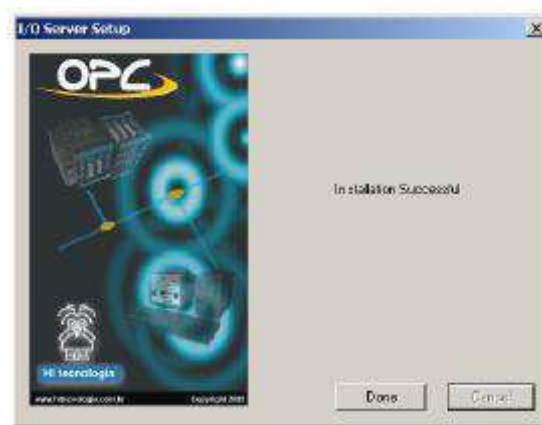 I/O Server Setup
OPC
Installation Successful
HI tecnologia
www.hitecnologia.com.br
Copyright
Done
Cancel